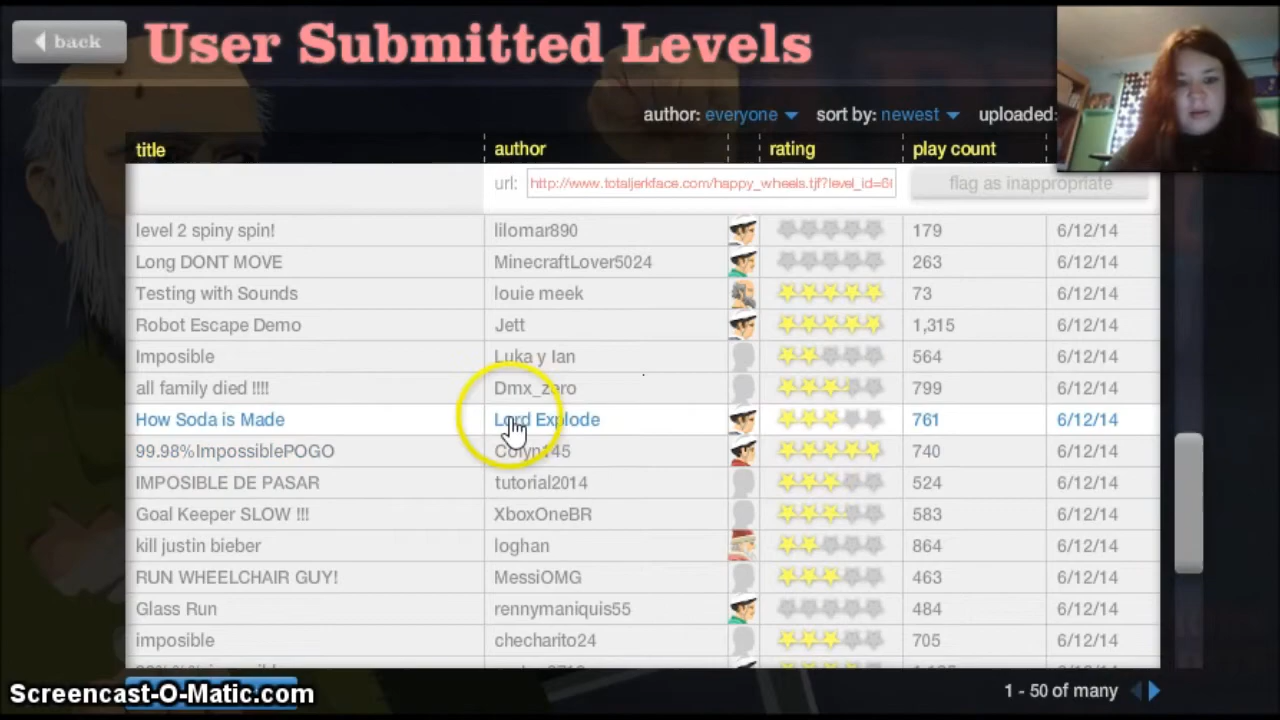 back
User Submitted Levels
author: everyone sort by: newest uploaded:
title author rating play count
url: http://www.totaljerkface.com/happy_wheels.tjf?level_id=6( flag as inappropriate
level 2 spiny spin! lilomar890 179 6/12/14
Long DONT MOVE MinecraftLover5024 263 6/12/14
Testing with Sounds louie meek 73 6/12/14
Robot Escape Demo Jett 1,315 6/12/14
Imposible Luka y Ian 564 6/12/14
all family died !!!! Dmx_zero 799 6/12/14
How Soda is Made Lord Explode 761 6/12/14
99.98%ImpossiblePOGO Colyn145 740 6/12/14
IMPOSIBLE DE PASAR tutorial2014 524 6/12/14
Goal Keeper SLOW !!! XboxOneBR 583 6/12/14
kill justin bieber loghan 864 6/12/14
RUN WHEELCHAIR GUY! MessiOMG 463 6/12/14
Glass Run rennymaniquis55 484 6/12/14
imposible checharito24 705 6/12/14
Screencast-O-Matic.com 1 - 50 of many